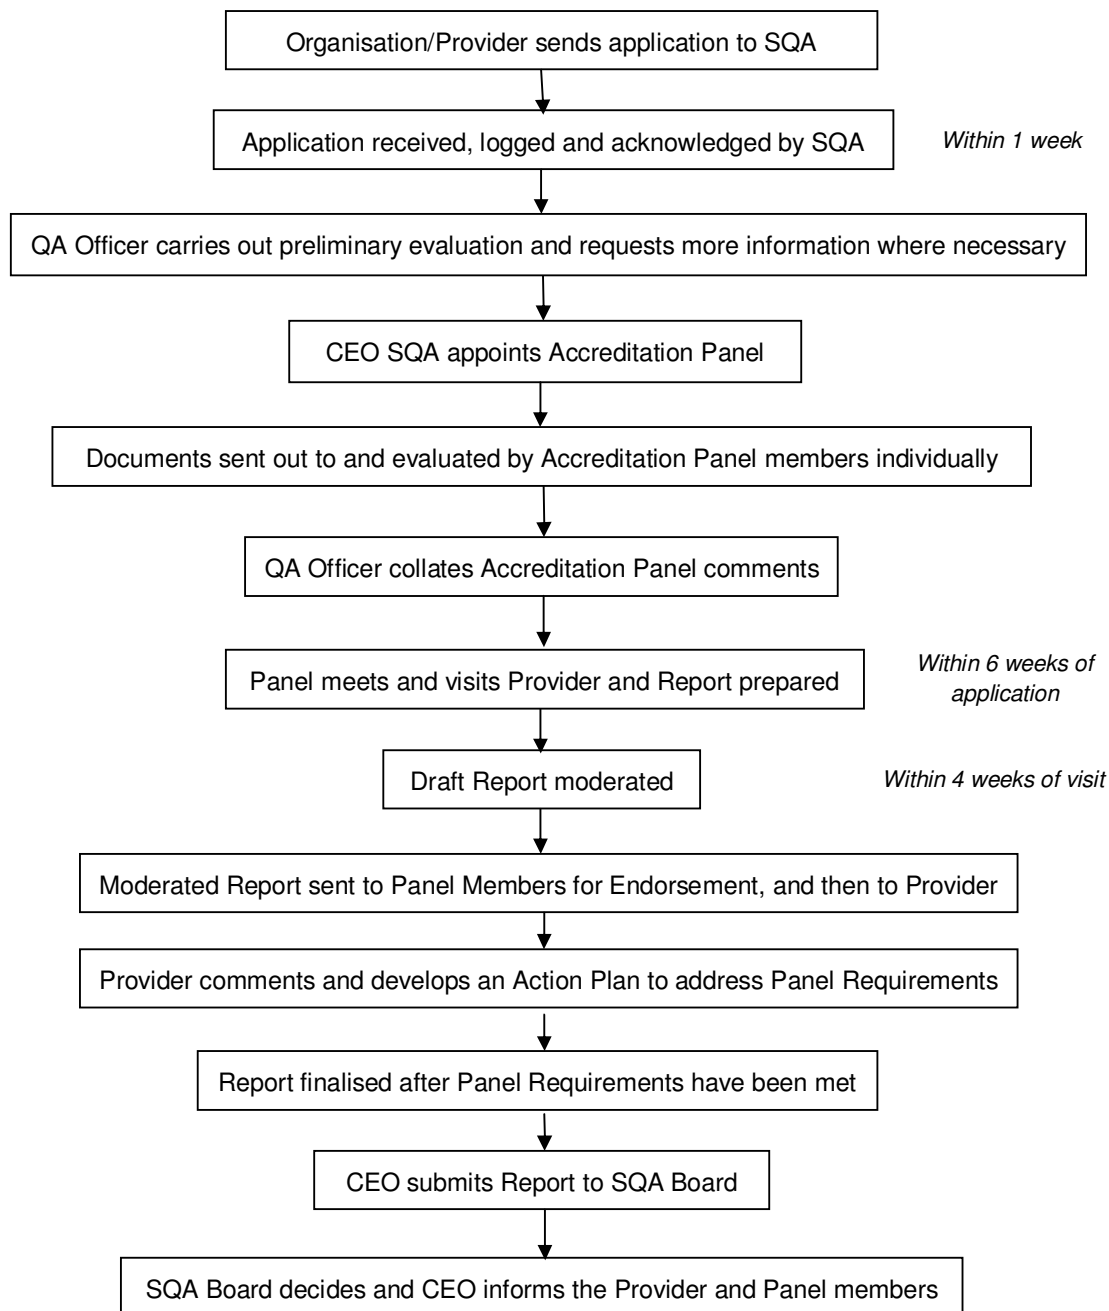 Organisation/Provider sends application to SQA
Application received, logged and acknowledged by SQA
Within 1 week
QA Officer carries out preliminary evaluation and requests more information where necessary
CEO SQA appoints Accreditation Panel
Documents sent out to and evaluated by Accreditation Panel members individually
QA Officer collates Accreditation Panel comments
Panel meets and visits Provider and Report prepared
Within 6 weeks of
application
Draft Report moderated
Within 4 weeks of visit
Moderated Report sent to Panel Members for Endorsement, and then to Provider
Provider comments and develops an Action Plan to address Panel Requirements
Report finalised after Panel Requirements have been met
CEO submits Report to SQA Board
SQA Board decides and CEO informs the Provider and Panel members